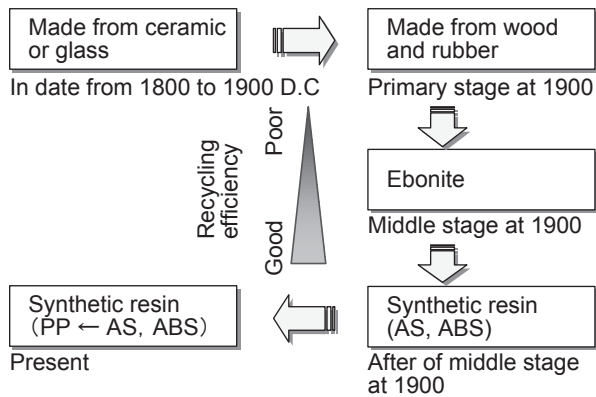 Made from ceramic
or glass
In date from 1800 to 1900 D.C
Made from wood
and rubber
Primary stage at 1900
Ebonite
Middle stage at 1900
Synthetic resin
(AS, ABS)
After of middle stage
at 1900
Synthetic resin
（PP ← AS, ABS）
Present
Recycling
efficiency
Poor
Good